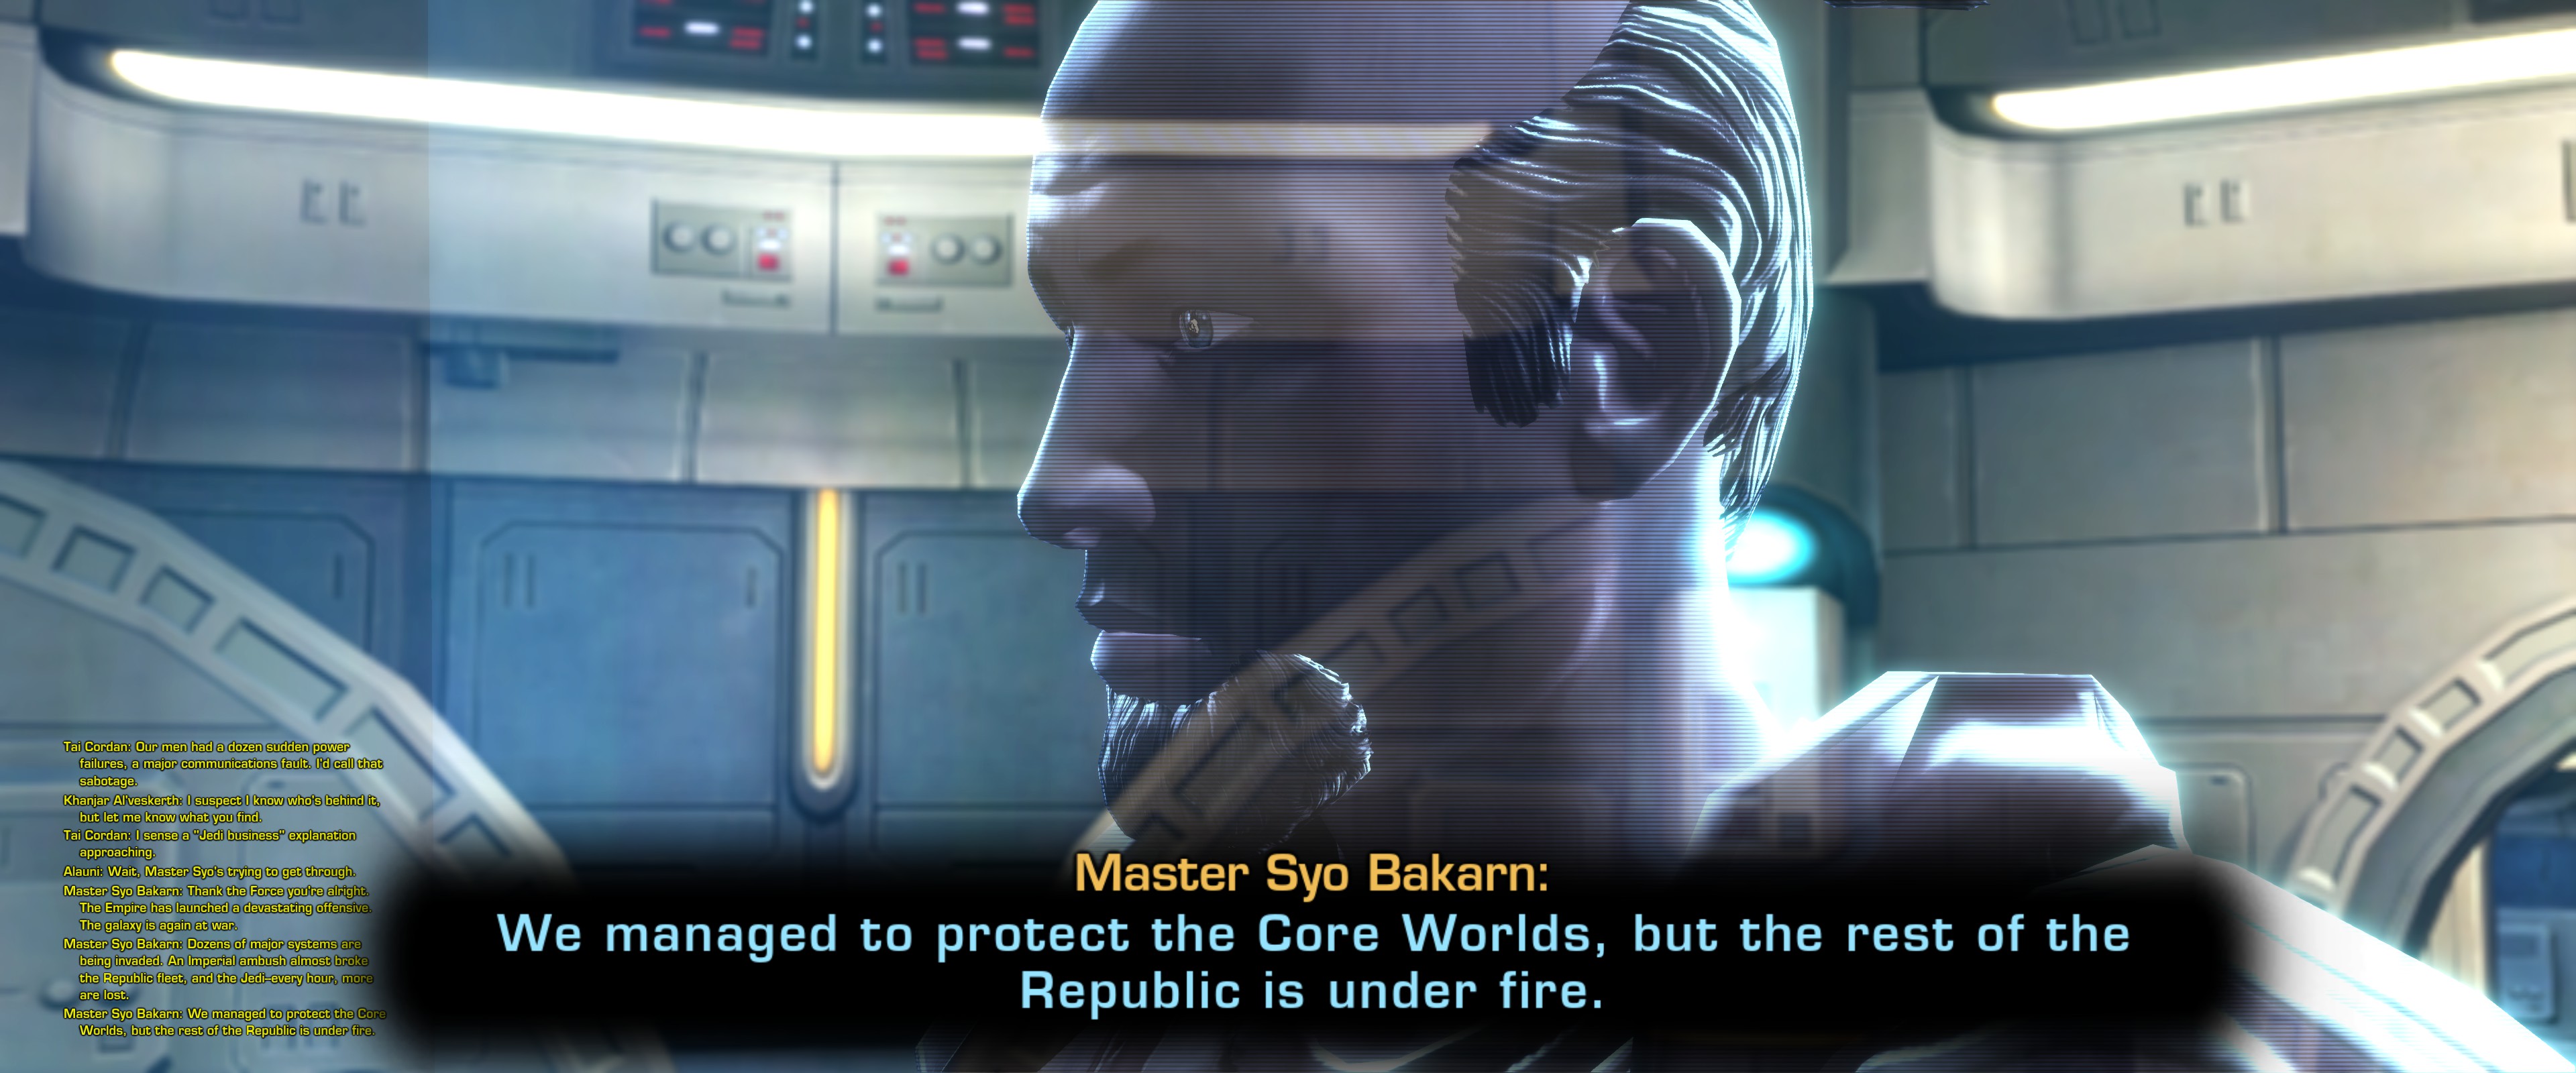 Tai Cordan: Our men had a dozen sudden power
failures, a major communications fault. I'd call that
sabotage.
Khanjar Al'veskerth: I suspect I know who's behind it,
but let me know what you find.
Tai Cordan: I sense a "Jedi business" explanation
approaching.
Alauni: Wait, Master Syo's trying to get through.
Master Syo Bakarn: Thank the Force you're alright.
The Empire has launched a devastating offensive.
The galaxy is again at war.
Master Syo Bakarn: Dozens of major systems are
being invaded. An Imperial ambush almost broke
the Republic fleet, and the Jedi–every hour, more
are lost.
Master Syo Bakarn: We managed to protect the Core
Worlds, but the rest of the Republic is under fire.
Master Syo Bakarn:
We managed to protect the Core Worlds, but the rest of the
Republic is under fire.